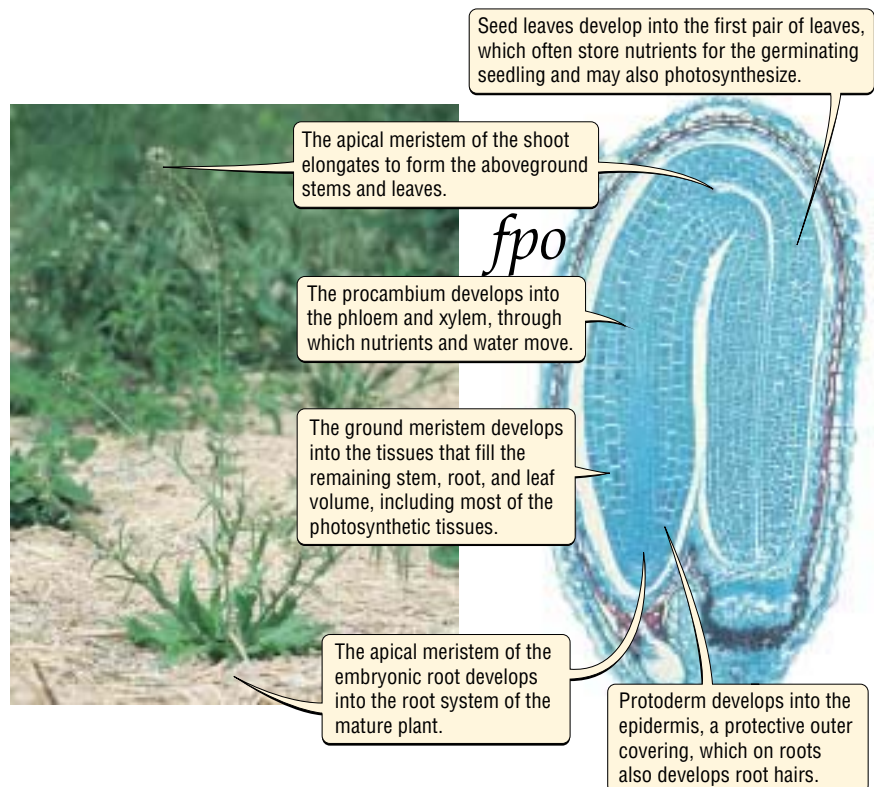 Seed leaves develop into the first pair of leaves,
which often store nutrients for the germinating
seedling and may also photosynthesize.
The apical meristem of the shoot
elongates to form the aboveground
stems and leaves.
fpo
The procambium develops into
the phloem and xylem, through
which nutrients and water move.
The ground meristem develops
into the tissues that fill the
remaining stem, root, and leaf
volume, including most of the
photosynthetic tissues.
The apical meristem of the
embryonic root develops
into the root system of the
mature plant.
Protoderm develops into the
epidermis, a protective outer
covering, which on roots
also develops root hairs.